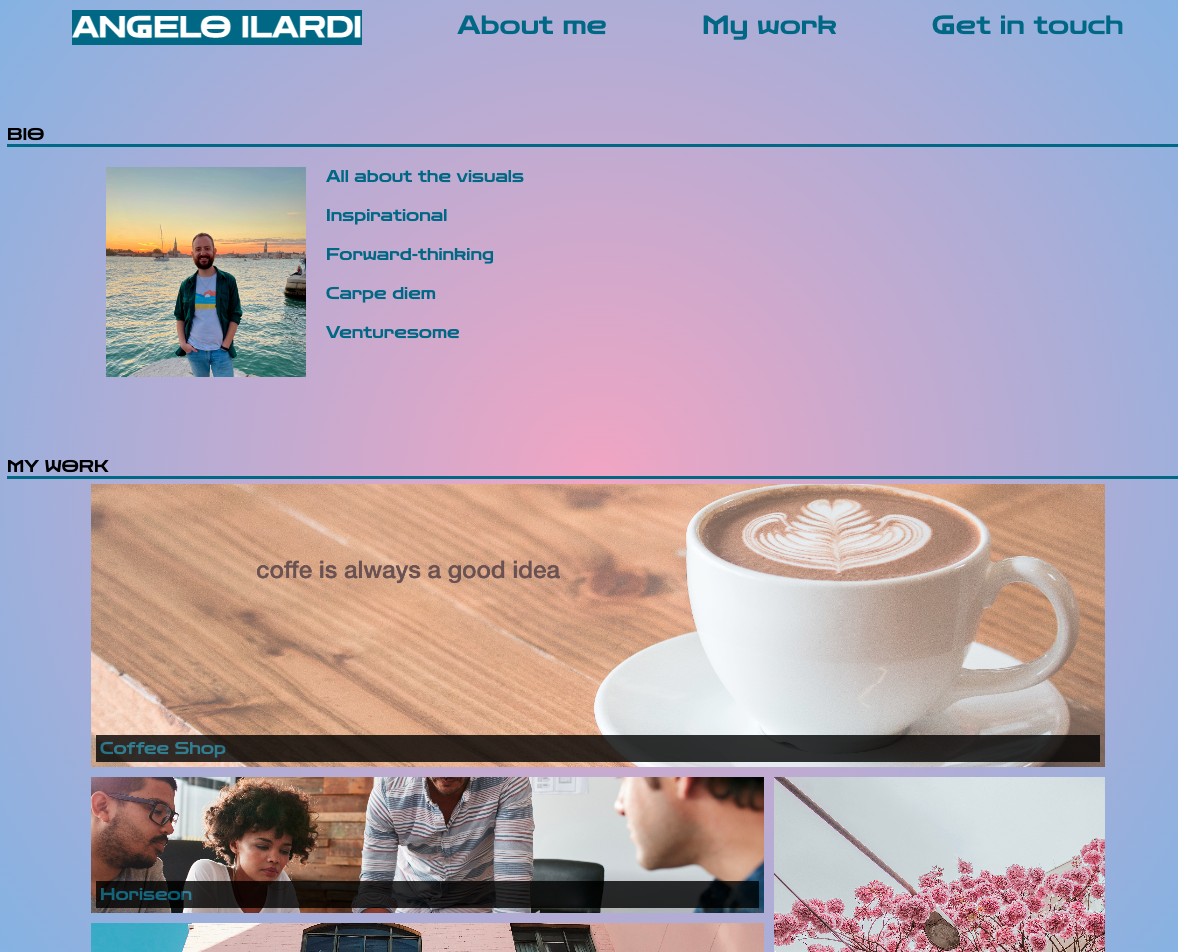 ANGELO ILARDI
About me
My work
Get in touch
BIO
All about the visuals
Inspirational
Forward-thinking
Carpe diem
Venturesome
MY WORK
coffe is always a good idea
Coffee Shop
Horiseon